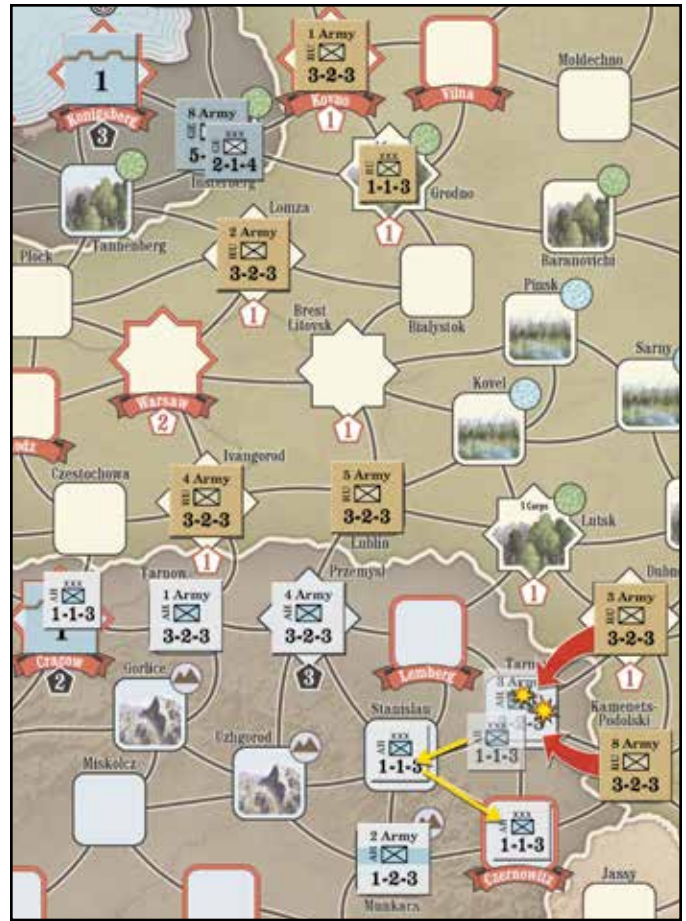 1 Army
RU
3-2-3
1
Konigsberg
3
Kovno
1
Vilna
Moldechno
8 Army
GE
5-
XXX
GE
2-1-4
Insterberg
XXX
RU
1-1-3
Grodno
1
Lomza
2 Army
RU
3-2-3
1
Tannenberg
Plock
Baranovichi
Bialystok
Brest
Litovsk
1
Pinsk
Sarny
Warsaw
2
Kovel
odz
Ivangorod
4 Army
RU
3-2-3
1
5 Army
RU
3-2-3
Lublin
Czestochowa
Lutsk
1
Tarnow
Przemysl
XXX
AH
1-1-3
Cracow
2
1 Army
AH
3-2-3
4 Army
AH
3-2-3
3
Dubno
3 Army
RU
3-2-3
1
Lemberg
Tarn
3 Army
AH
Gorlice
Stanislau
XXX
AH
1-1-3
XXX
AH
1-1-3
Kamenets-
Podolski
8 Army
RU
3-2-3
Uzhgorod
Miskolcz
XXX
AH
1-1-3
Czernowitz
2 Army
AH
1-2-3
Munkacs
Jassy